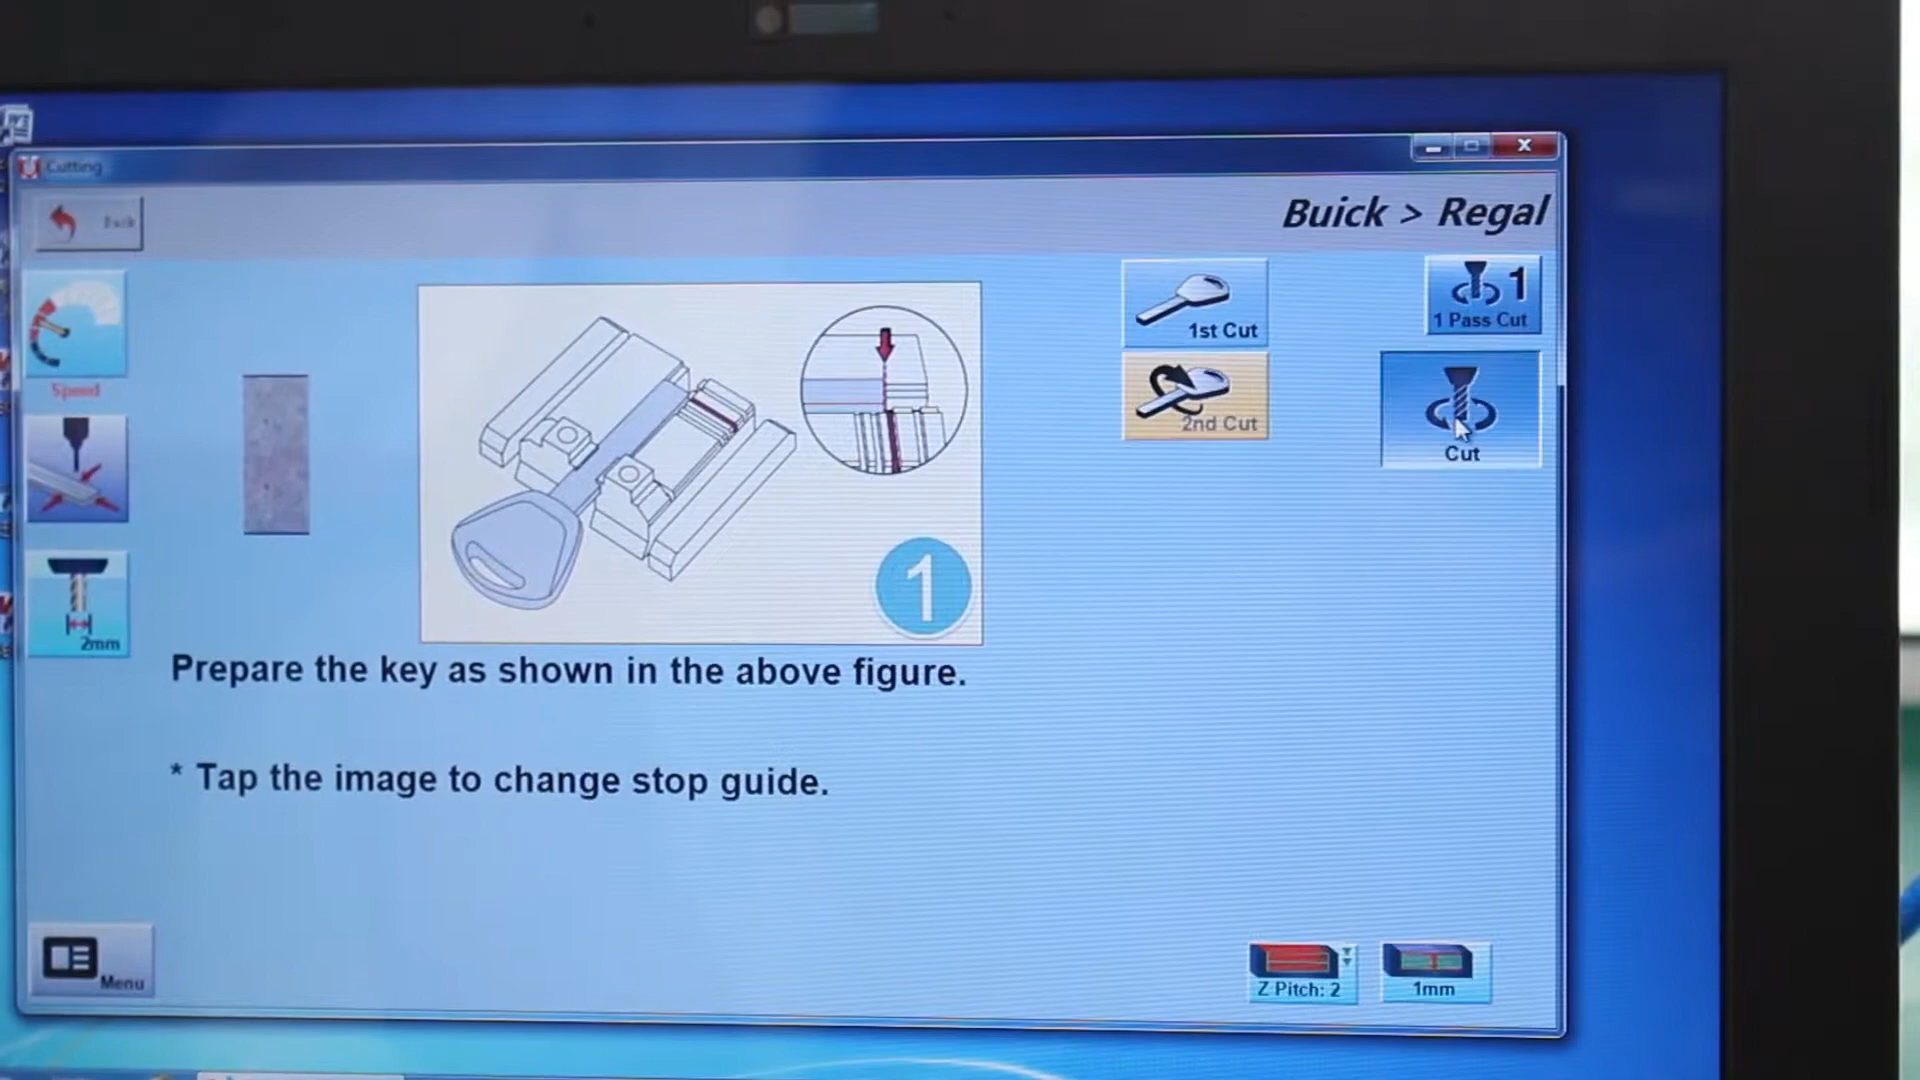 Cutting
Back
Buick > Regal
Speed
2mm
1st Cut
2nd Cut
1
1 Pass Cut
Cut
1
Prepare the key as shown in the above figure.
* Tap the image to change stop guide.
Menu
Z Pitch: 2
1mm